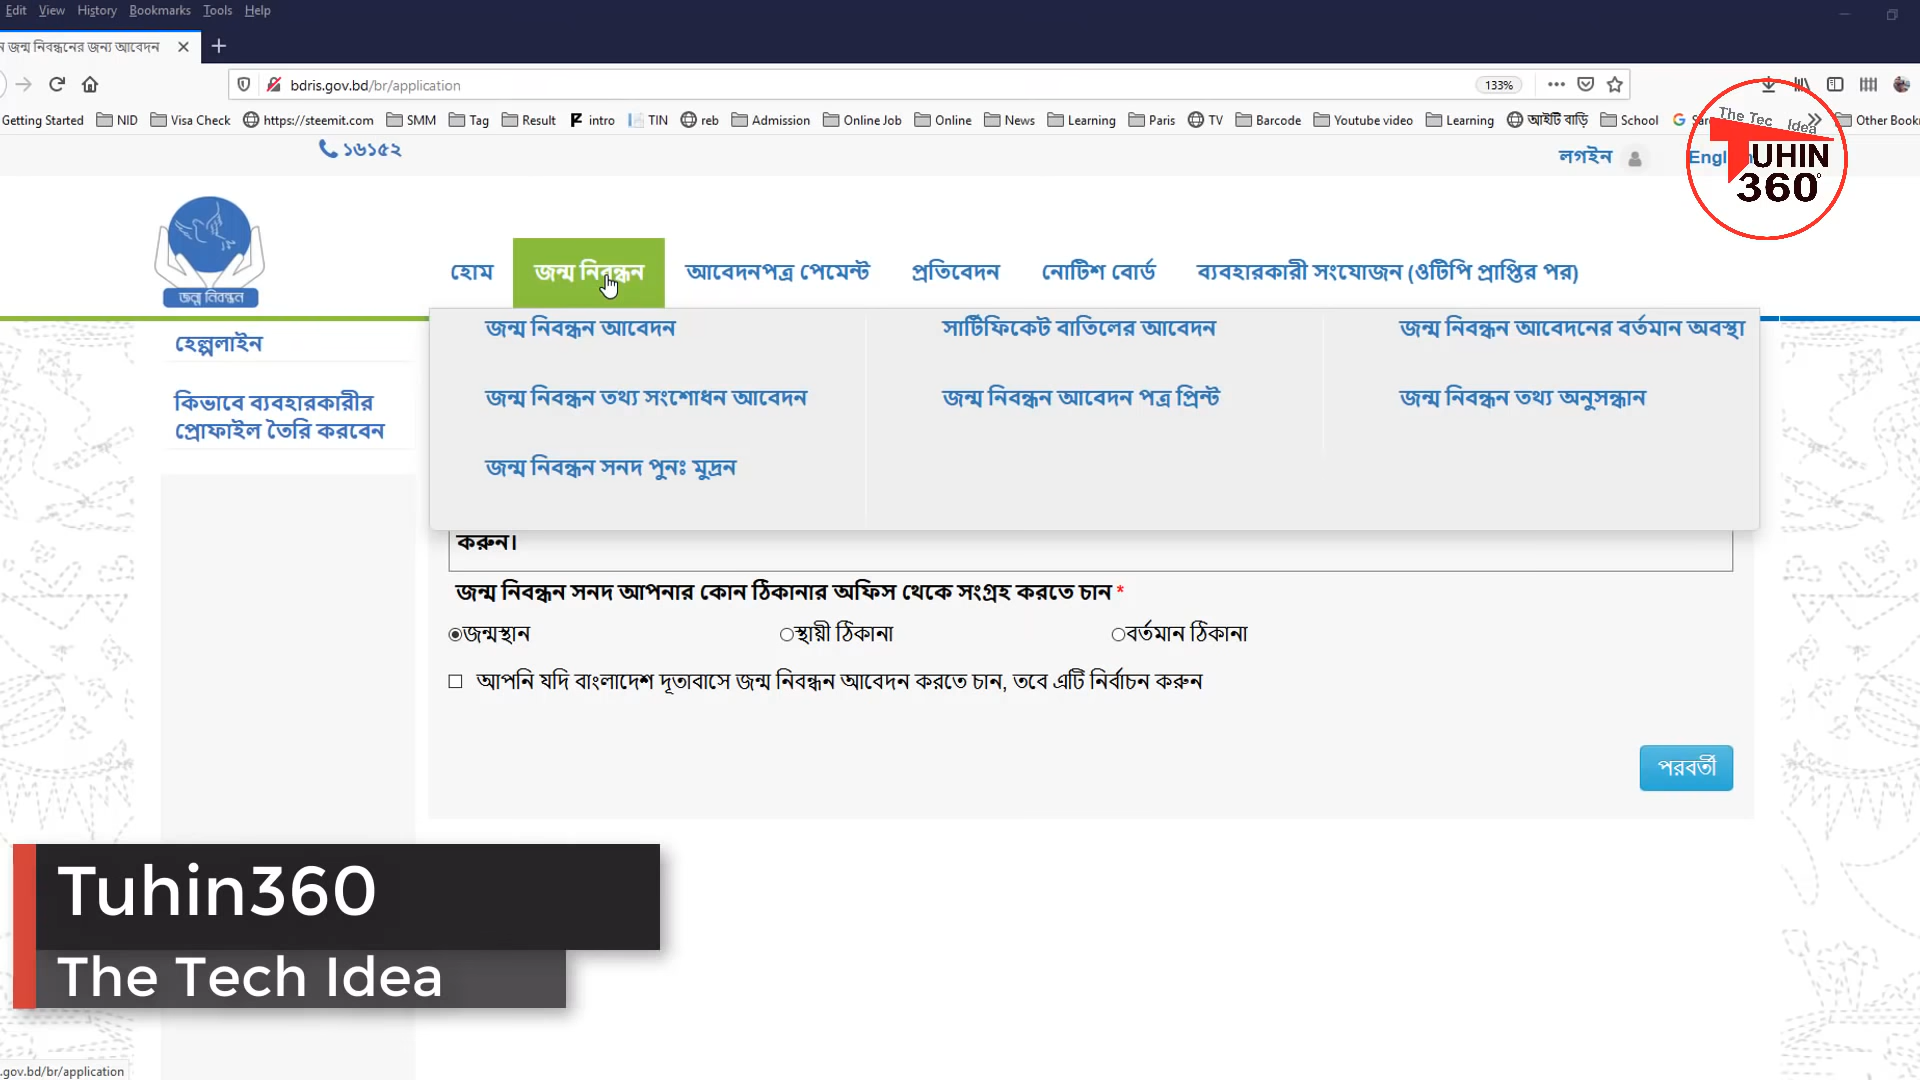 Edit View History Bookmarks Tools Help
ন জন্ম নিবন্ধনের জন্য আবেদন
bdris.gov.bd/br/application
133%
Getting Started NID Visa Check https://steemit.com SMM Tag Result intro TIN reb Admission Online Job Online News Learning Paris TV Barcode Youtube video Learning আইটি বাড়ি School Other Book
The Tec Idea
TUHIN
360°
১৬১৫২
লগইন
Engl
জন্ম নিবন্ধন
হোম জন্ম নিবন্ধন আবেদনপত্র পেমেন্ট প্রতিবেদন নোটিশ বোর্ড ব্যবহারকারী সংযোজন (ওটিপি প্রাপ্তির পর)
হেল্পলাইন
কিভাবে ব্যবহারকারীর
প্রোফাইল তৈরি করবেন
জন্ম নিবন্ধন আবেদন সার্টিফিকেট বাতিলের আবেদন জন্ম নিবন্ধন আবেদনের বর্তমান অবস্থা
জন্ম নিবন্ধন তথ্য সংশোধন আবেদন জন্ম নিবন্ধন আবেদন পত্র প্রিন্ট জন্ম নিবন্ধন তথ্য অনুসন্ধান
জন্ম নিবন্ধন সনদ পুনঃ মুদ্রন
করুন।
জন্ম নিবন্ধন সনদ আপনার কোন ঠিকানার অফিস থেকে সংগ্রহ করতে চান *
জন্মস্থান স্থায়ী ঠিকানা বর্তমান ঠিকানা
আপনি যদি বাংলাদেশ দূতাবাসে জন্ম নিবন্ধন আবেদন করতে চান, তবে এটি নির্বাচন করুন
পরবর্তী
Tuhin360
The Tech Idea
.gov.bd/br/application